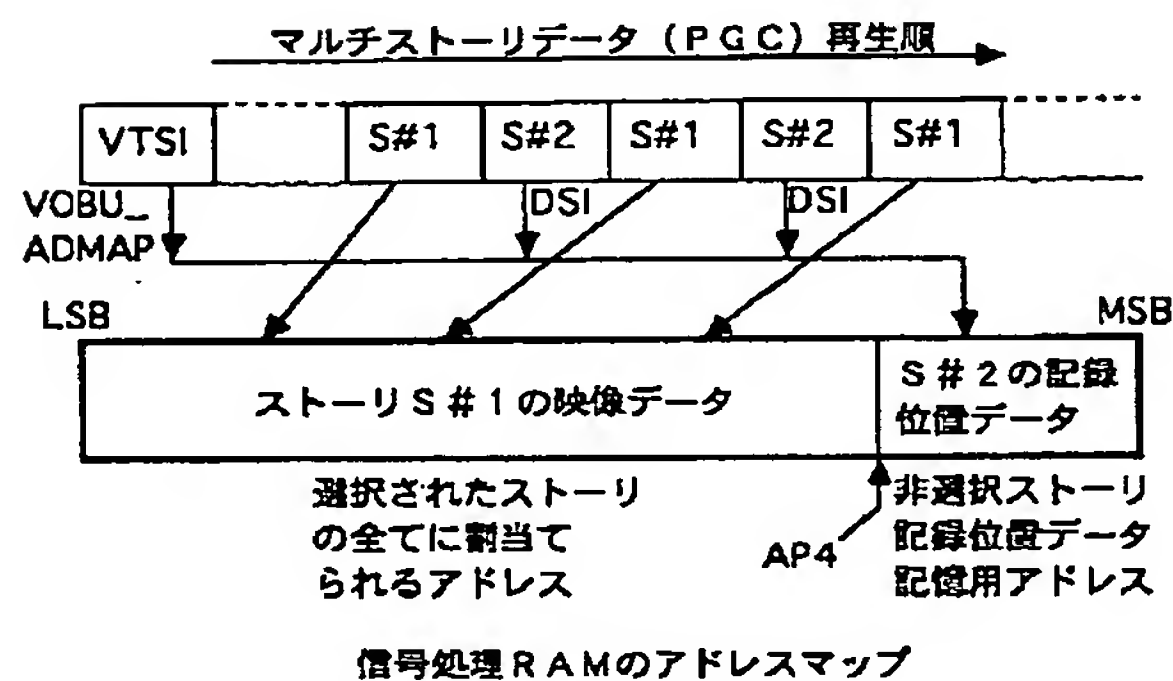 マルチストーリデータ（ＰＧＣ）再生順
VTSI S#1 S#2 S#1 S#2 S#1
VOBU_
ADMAP
DSI DSI
LSB MSB
ストーリＳ＃１の映像データ
Ｓ＃２の記録
位置データ
選択されたストーリ
の全てに割当て
られるアドレス
AP4
非選択ストーリ
記録位置データ
記憶用アドレス
信号処理ＲＡＭのアドレスマップ